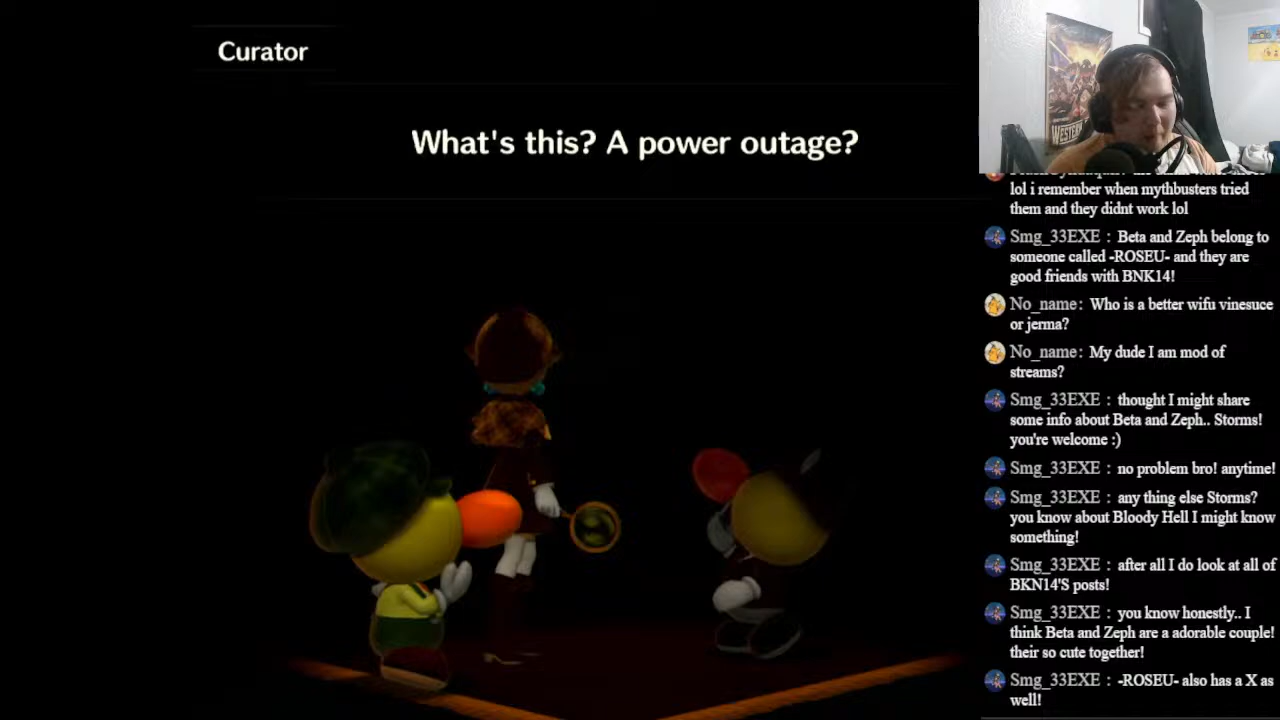 Curator
What's this? A power outage?
WESTERN
lol i remember when mythbusters tried
them and they didnt work lol
Smg_33EXE : Beta and Zeph belong to
someone called -ROSEU- and they are
good friends with BNK14!
No_name: Who is a better wifu vinesuce
or jerma?
No_name: My dude I am mod of
streams?
Smg_33EXE : thought I might share
some info about Beta and Zeph.. Storms!
you're welcome :)
Smg_33EXE : no problem bro! anytime!
Smg_33EXE : any thing else Storms?
you know about Bloody Hell I might know
something!
Smg_33EXE : after all I do look at all of
BKN14'S posts!
Smg_33EXE : you know honestly.. I
think Beta and Zeph are a adorable couple!
their so cute together!
Smg_33EXE : -ROSEU- also has a X as
well!